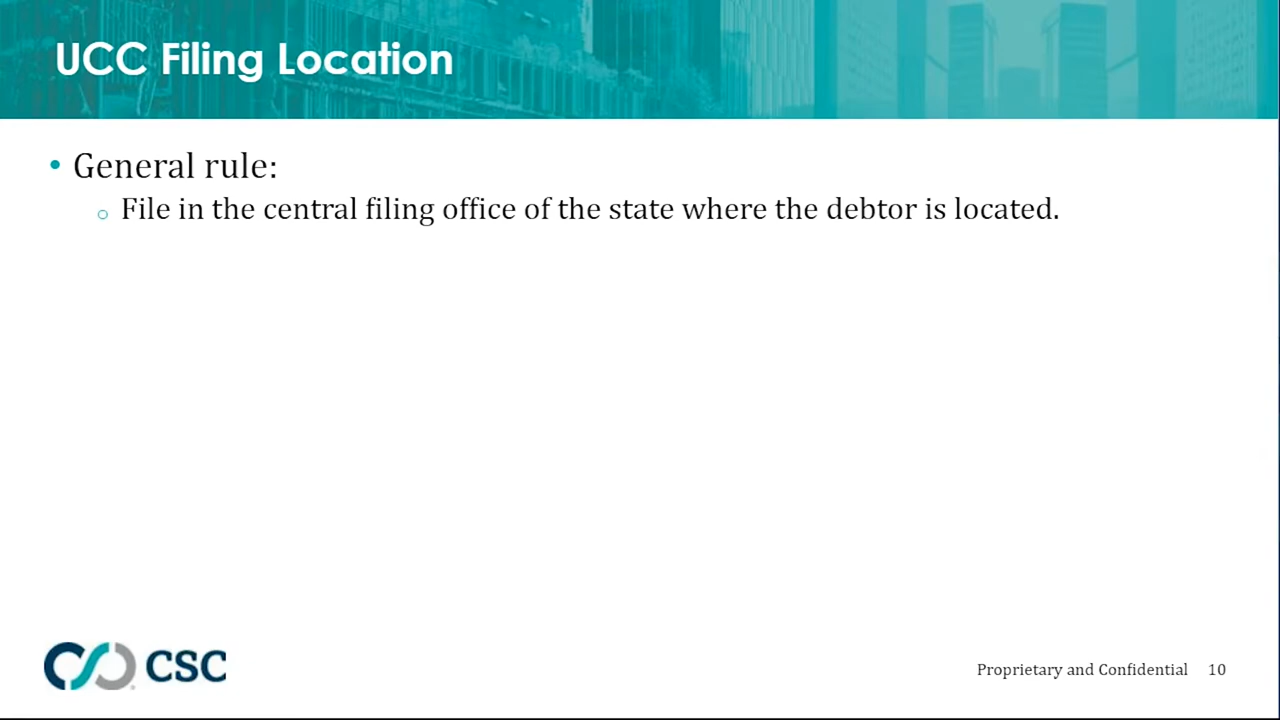 UCC Filing Location
• General rule:
○ File in the central filing office of the state where the debtor is located.
CSC
Proprietary and Confidential 10